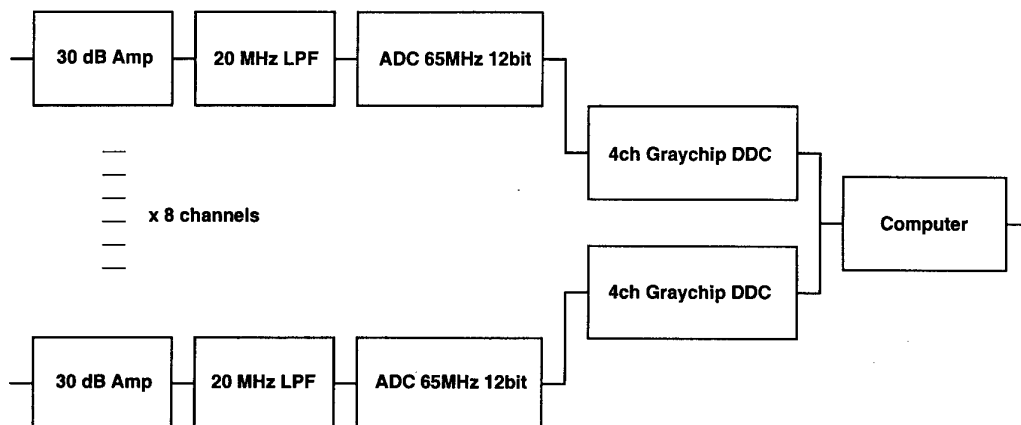 30 dB Amp
20 MHz LPF
ADC 65MHz 12bit
4ch Graychip DDC
x 8 channels
Computer
4ch Graychip DDC
30 dB Amp
20 MHz LPF
ADC 65MHz 12bit